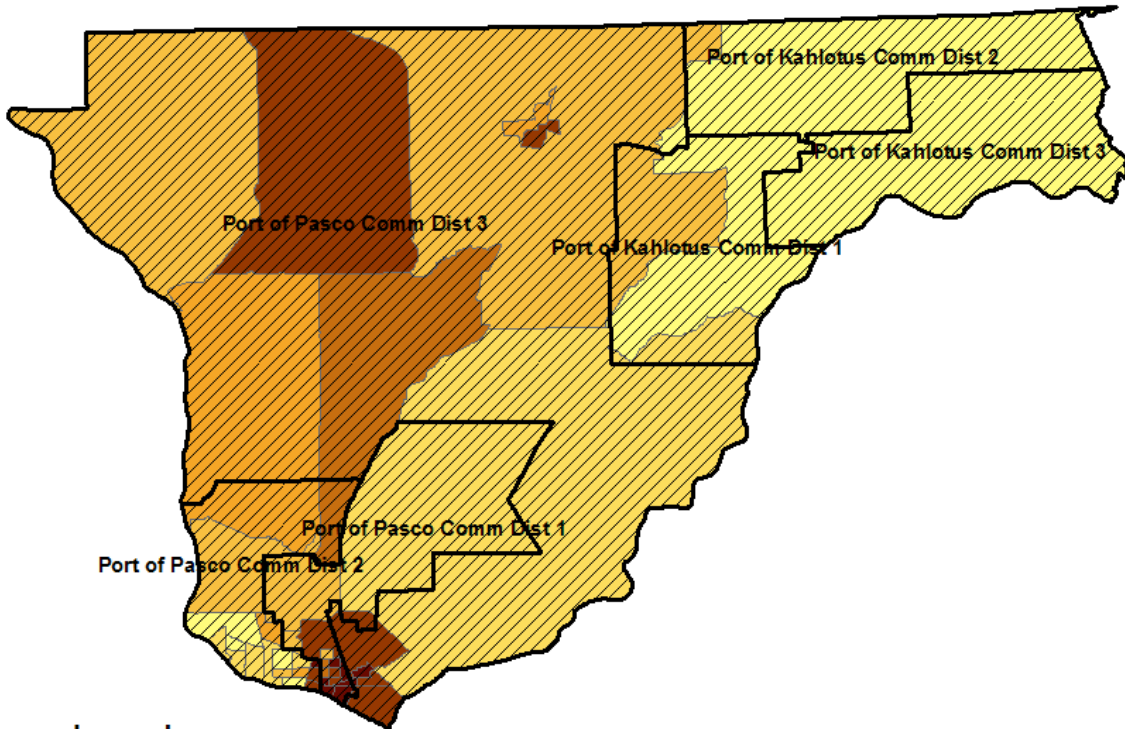 Port of Kahlotus Comm Dist 2
Port of Kahlotus Comm Dist 3
Port of Pasco Comm Dist 3
Port of Kahlotus Comm Dist 1
Port of Pasco Comm Dist 1
Port of Pasco Comm Dist 2